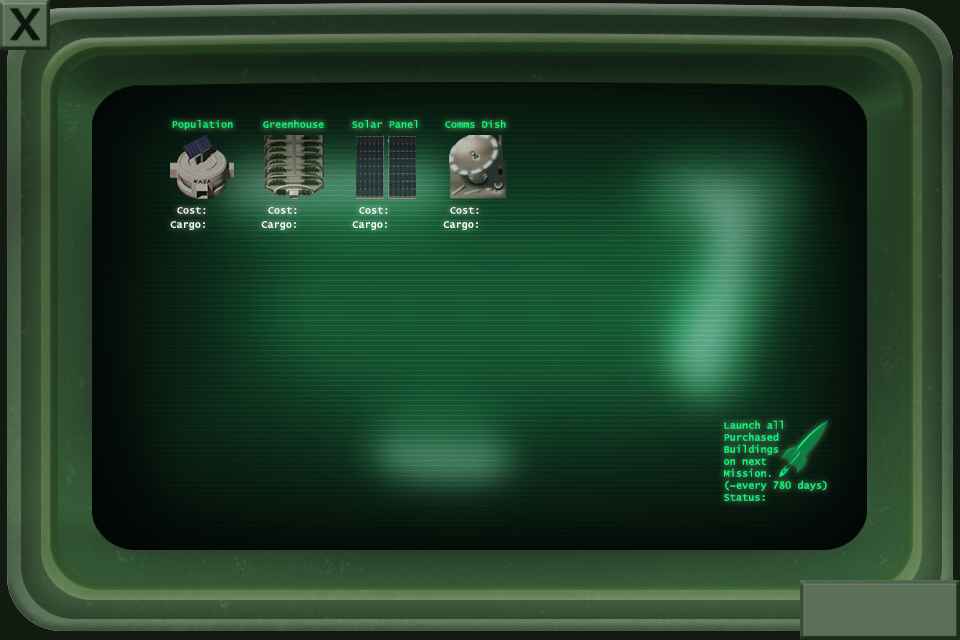 X
Population Greenhouse Solar Panel Comms Dish
NASA
Cost: Cost: Cost: Cost:
Cargo: Cargo: Cargo: Cargo:
Launch all
Purchased
Buildings
on next
Mission.
(~every 780 days)
Status: